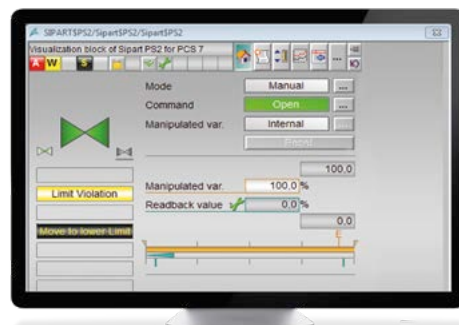 SIPART$PS2/Sipart$PS2/Sipart$PS2
Visualization block of Sipart PS2 for PCS 7
A W S ...
Mode Manual ...
Command Open ...
Manipulated var. Internal ...
100.0
Limit Violation
Manipulated var. 100.0 %
Readback value 0.0 %
Move to lower Limit
0.0